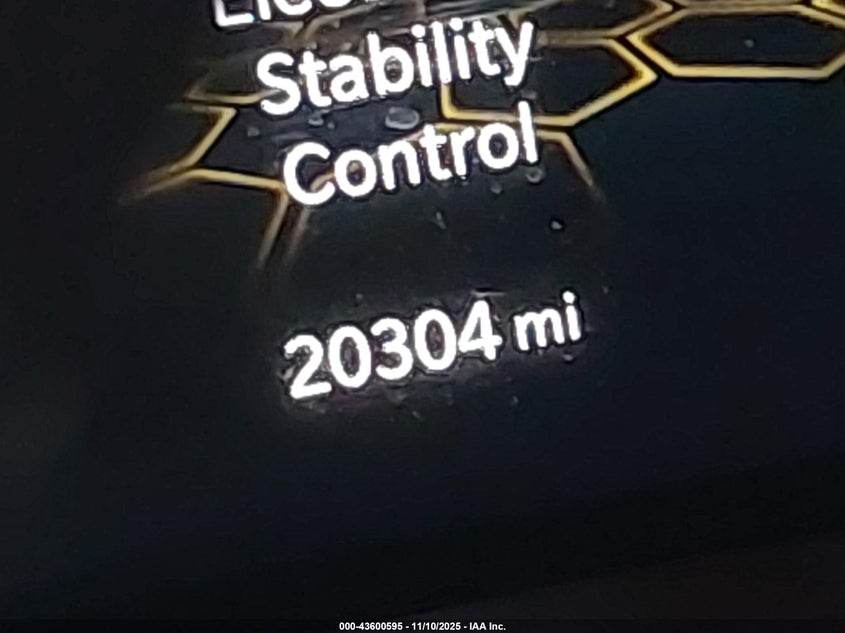 Stability
Control
20304 mi
000-43600595 - 11/10/2025 - IAA Inc.